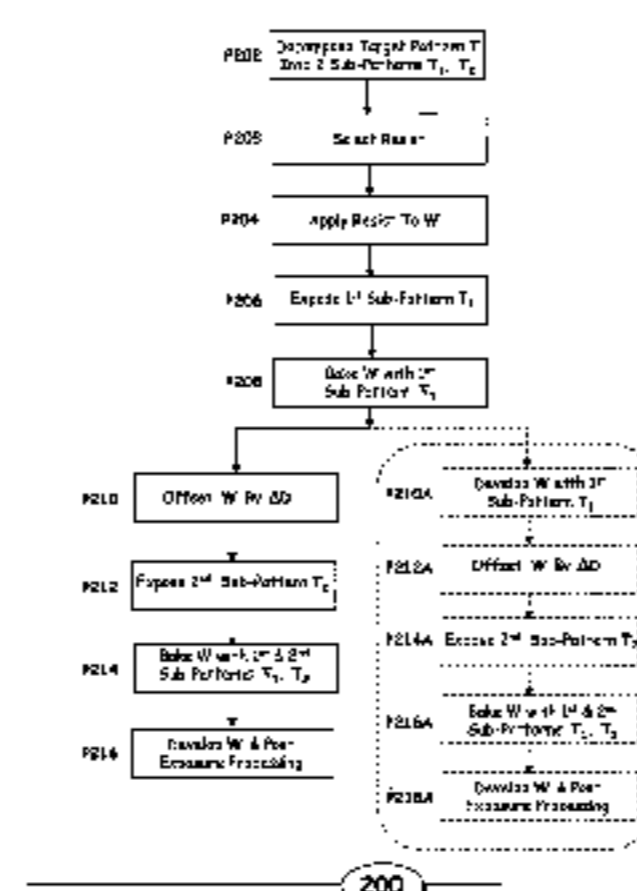 P202
Decompose Target Pattern T
Into 2 Sub-Patterns T1, T2
P203
Select Resist
P204
Apply Resist To W
P206
Expose 1st Sub-Pattern T1
P208
Bake W with 1st
Sub-Pattern T1
P210
Offset W By ΔD
P212
Expose 2nd Sub-Pattern T2
P214
Bake W with 1st & 2nd
Sub-Patterns T1, T2
P216
Develop W & Post
Exposure Processing
P210A
Develop W with 1st
Sub-Pattern T1
P212A
Offset W By ΔD
P214A
Expose 2nd Sub-Pattern T2
P216A
Bake W with 1st & 2nd
Sub-Patterns T1, T2
P218A
Develop W & Post
Exposure Processing
200